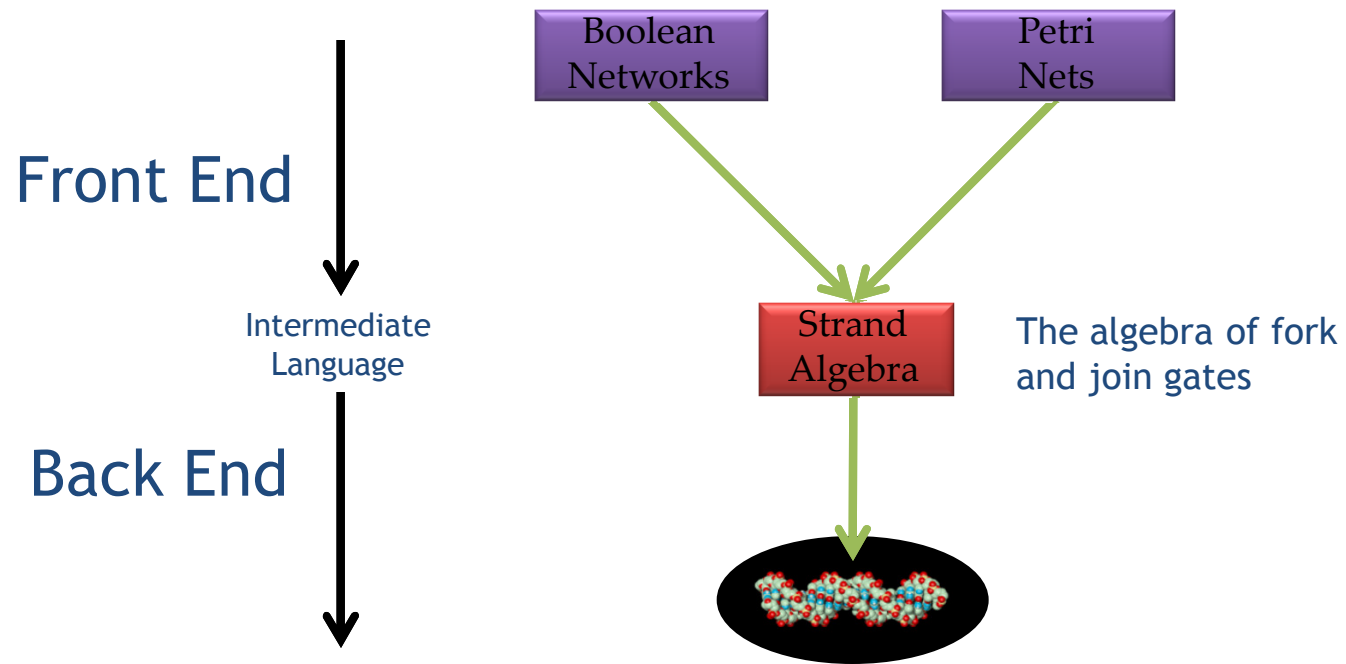 Boolean
Networks
Petri
Nets
Front End
Intermediate
Language
Strand
Algebra
The algebra of fork
and join gates
Back End